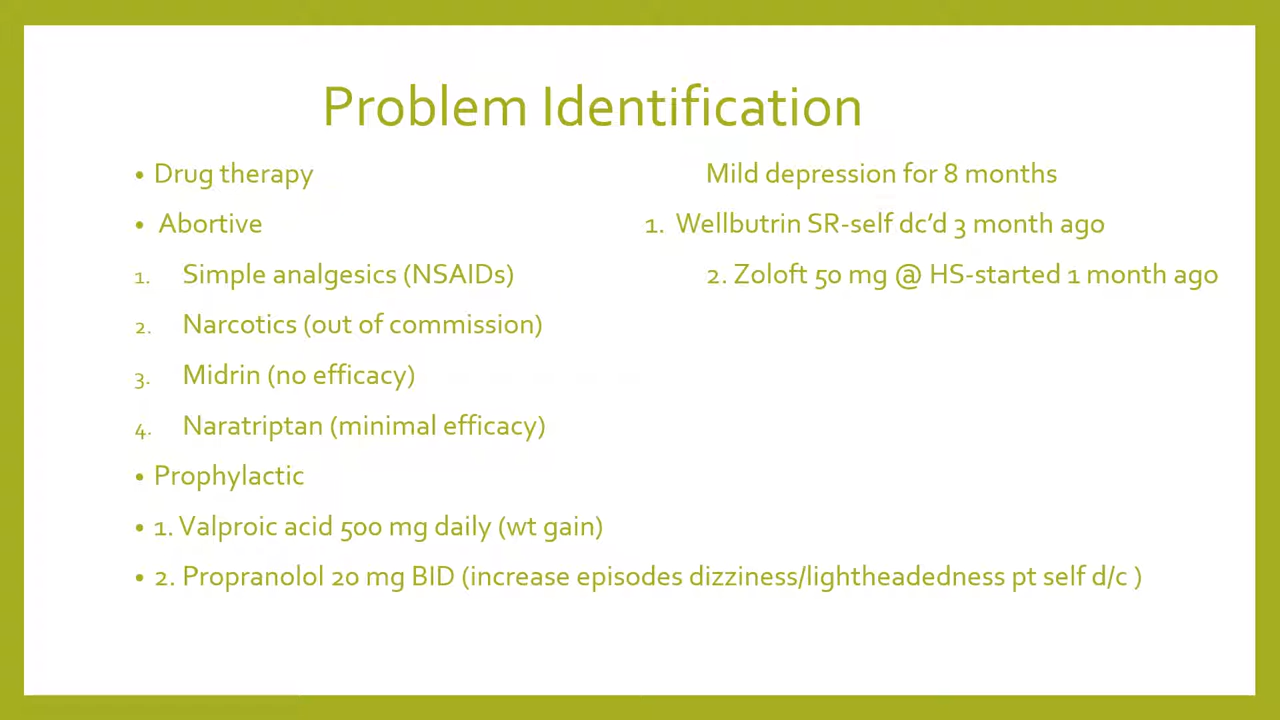 Problem Identification
• Drug therapy
• Abortive
1. Simple analgesics (NSAIDs)
2. Narcotics (out of commission)
3. Midrin (no efficacy)
4. Naratriptan (minimal efficacy)
• Prophylactic
• 1. Valproic acid 500 mg daily (wt gain)
• 2. Propranolol 20 mg BID (increase episodes dizziness/lightheadedness pt self d/c )
Mild depression for 8 months
1. Wellbutrin SR-self dc’d 3 month ago
2. Zoloft 50 mg @ HS-started 1 month ago